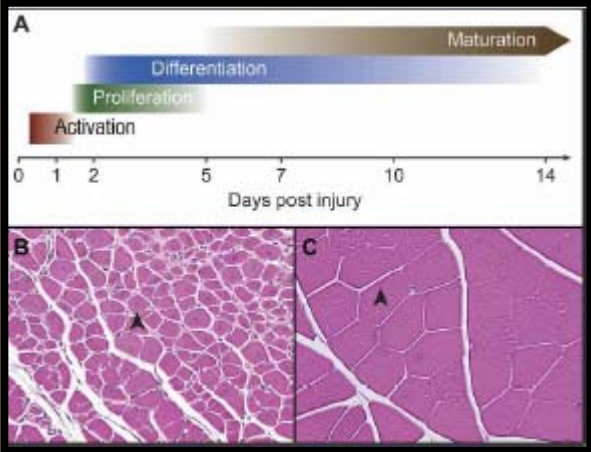 A
Maturation
Differentiation
Proliferation
Activation
0 1 2 5 7 10 14
Days post injury
B
C